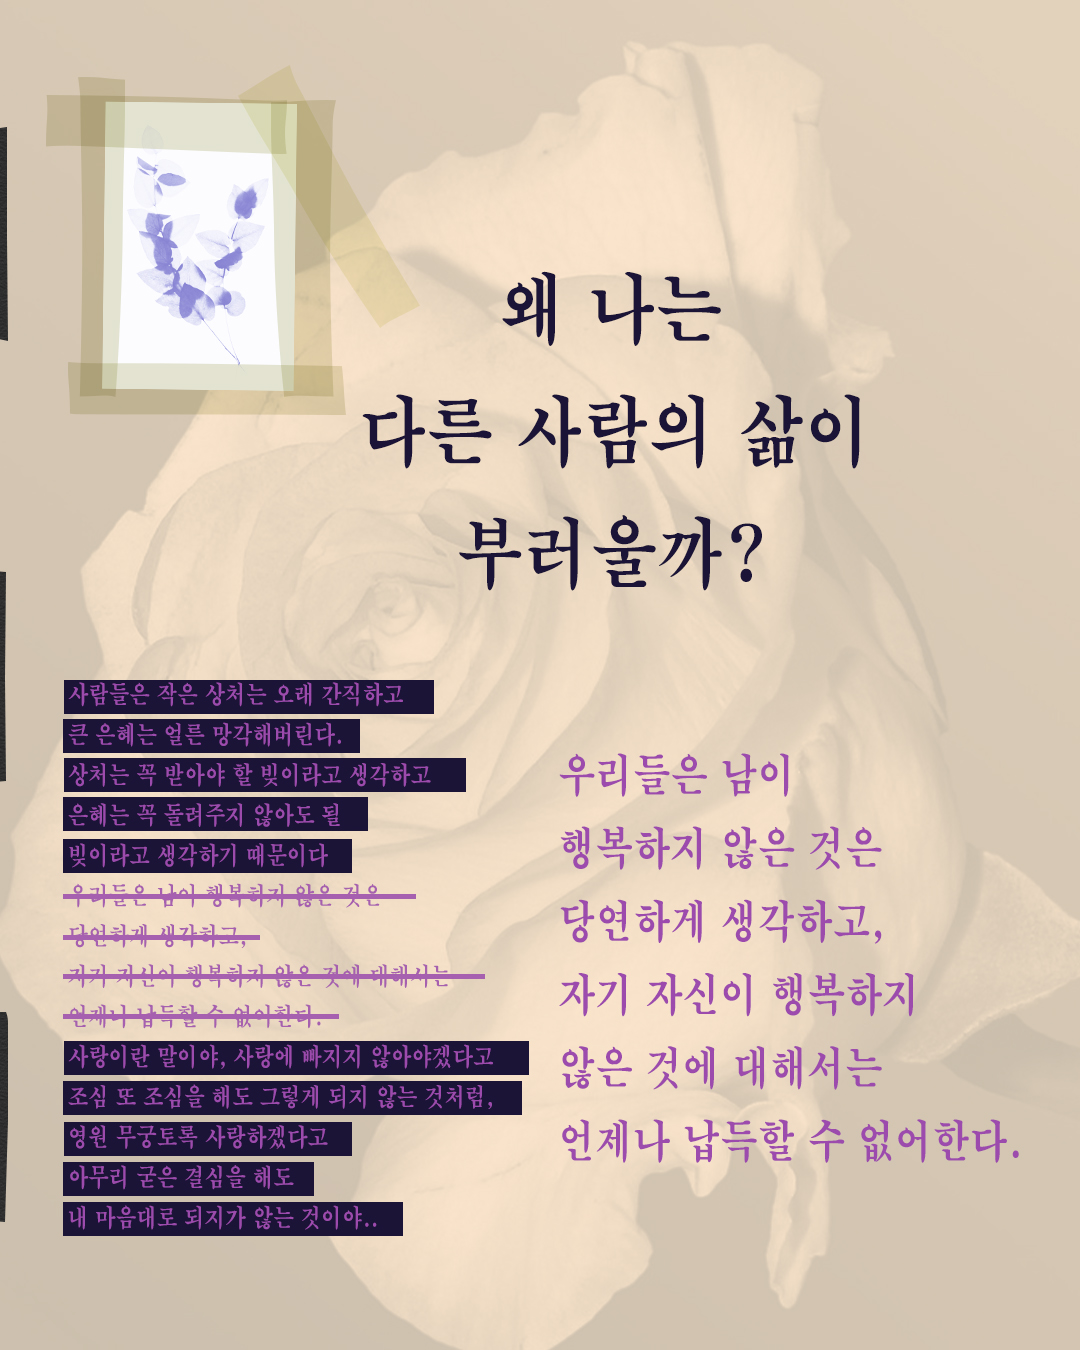 왜 나는
다른 사람의 삶이
부러울까?
사람들은 작은 상처는 오래 간직하고
큰 은혜는 얼른 망각해버린다.
상처는 꼭 받아야 할 빚이라고 생각하고
은혜는 꼭 돌려주지 않아도 될
빚이라고 생각하기 때문이다
우리들은 남이 행복하지 않은 것은
당연하게 생각하고,
자기 자신이 행복하지 않은 것에 대해서는
언제나 납득할 수 없어한다.
사랑이란 말이야, 사랑에 빠지지 않아야겠다고
조심 또 조심을 해도 그렇게 되지 않는 것처럼,
영원 무궁토록 사랑하겠다고
아무리 굳은 결심을 해도
내 마음대로 되지가 않는 것이야..
우리들은 남이
행복하지 않은 것은
당연하게 생각하고,
자기 자신이 행복하지
않은 것에 대해서는
언제나 납득할 수 없어한다.